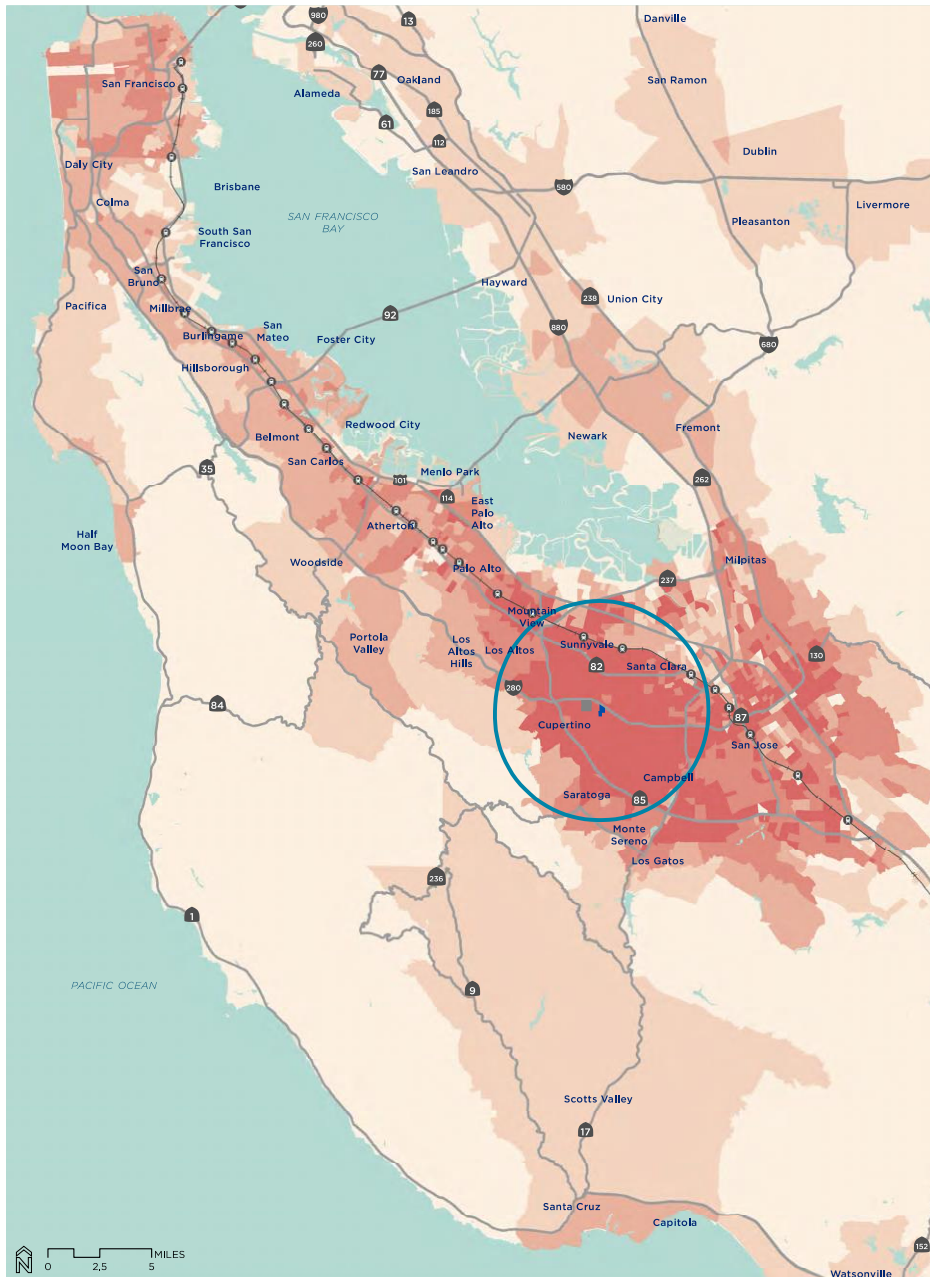 980
13
Danville
260
77
Oakland
San Ramon
San Francisco
Alameda
185
61
112
Dublin
Daly City
San Leandro
580
Brisbane
Colma
Livermore
SAN FRANCISCO
BAY
Pleasanton
South San
Francisco
San
Bruno
Hayward
238
Union City
Pacifica
Millbrae
92
880
Burlingame
San
Mateo
Foster City
680
Hillsborough
Redwood City
Fremont
Belmont
Newark
San Carlos
35
Menlo Park
101
262
114
East
Palo
Alto
Atherton
Half
Moon Bay
Woodside
Palo Alto
Milpitas
237
Mountain
View
Portola
Valley
Los
Altos
Hills
Los Altos
Sunnyvale
130
82
Santa Clara
280
84
87
Cupertino
San Jose
Campbell
Saratoga
85
Monte
Sereno
Los Gatos
236
1
PACIFIC OCEAN
9
Scotts Valley
17
Santa Cruz
Capitola
152
Watsonville
N
MILES
0
2,5
5